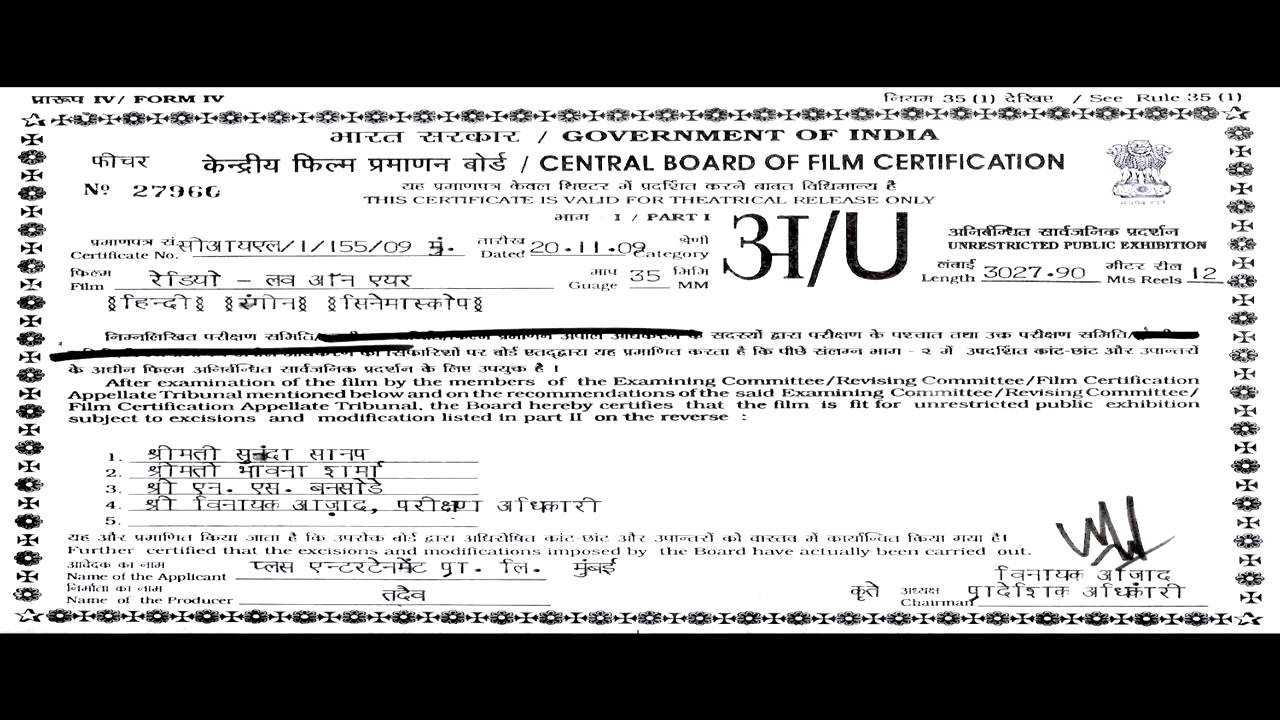 प्रारूप IV/ FORM IV
नियम 35 (1) देखिए / See Rule 35 (1)
भारत सरकार / GOVERNMENT OF INDIA
फीचर
केन्द्रीय फिल्म प्रमाणन बोर्ड / CENTRAL BOARD OF FILM CERTIFICATION
Nº 27960
यह प्रमाणपत्र केवल थिएटर में प्रदर्शित करने बाबत विधिमान्य है
THIS CERTIFICATE IS VALID FOR THEATRICAL RELEASE ONLY
भाग - I / PART I
अ/U
अनिर्बन्धित सार्वजनिक प्रदर्शन
UNRESTRICTED PUBLIC EXHIBITION
प्रमाणपत्र सं. सीआयएल/1/155/09 मुं. तारीख 20.11.09 श्रेणी
Certificate No. Dated Category
लंबाई 3027.90 मीटर रील 12
Length Mts Reels
फिल्म रेडियो - लव ऑन एयर माप 35 मिमि
Film Guage MM
हिन्दी रंगीन सिनेमास्कोप
निम्नलिखित परीक्षण समिति/ सदस्यों द्वारा परीक्षण के पश्चात तथा उक्त परीक्षण समिति/
की सिफारिशों पर बोर्ड एतद्द्वारा यह प्रमाणित करता है कि पीछे संलग्न भाग - २ में उपदर्शित कांट-छांट और उपान्तरों
के अधीन फिल्म अनिर्बन्धित सार्वजनिक प्रदर्शन के लिए उपयुक्त है ।
After examination of the film by the members of the Examining Committee/Revising Committee/Film Certification
Appellate Tribunal mentioned below and on the recommendations of the said Examining Committee/Revising Committee/
Film Certification Appellate Tribunal, the Board hereby certifies that the film is fit for unrestricted public exhibition
subject to excisions and modification listed in part II on the reverse :
1. श्रीमती सुनंदा सानप
2. श्रीमती भावना शर्मा
3. श्री एन. एस. बनसोडे
4. श्री विनायक आज़ाद, परीक्षण अधिकारी
5.
यह और प्रमाणित किया जाता है कि उपरोक्त बोर्ड द्वारा अधिरोपित कांट-छांट और उपान्तरों को वास्तव में कार्यान्वित किया गया है।
Further certified that the excisions and modifications imposed by the Board have actually been carried out.
आवेदक का नाम प्लस एन्टरटेनमेंट प्रा. लि. मुंबई
Name of the Applicant
विनायक आज़ाद
निर्माता का नाम तदैव
Name of the Producer
कृते अध्यक्ष प्रादेशिक अधिकारी
Chairman